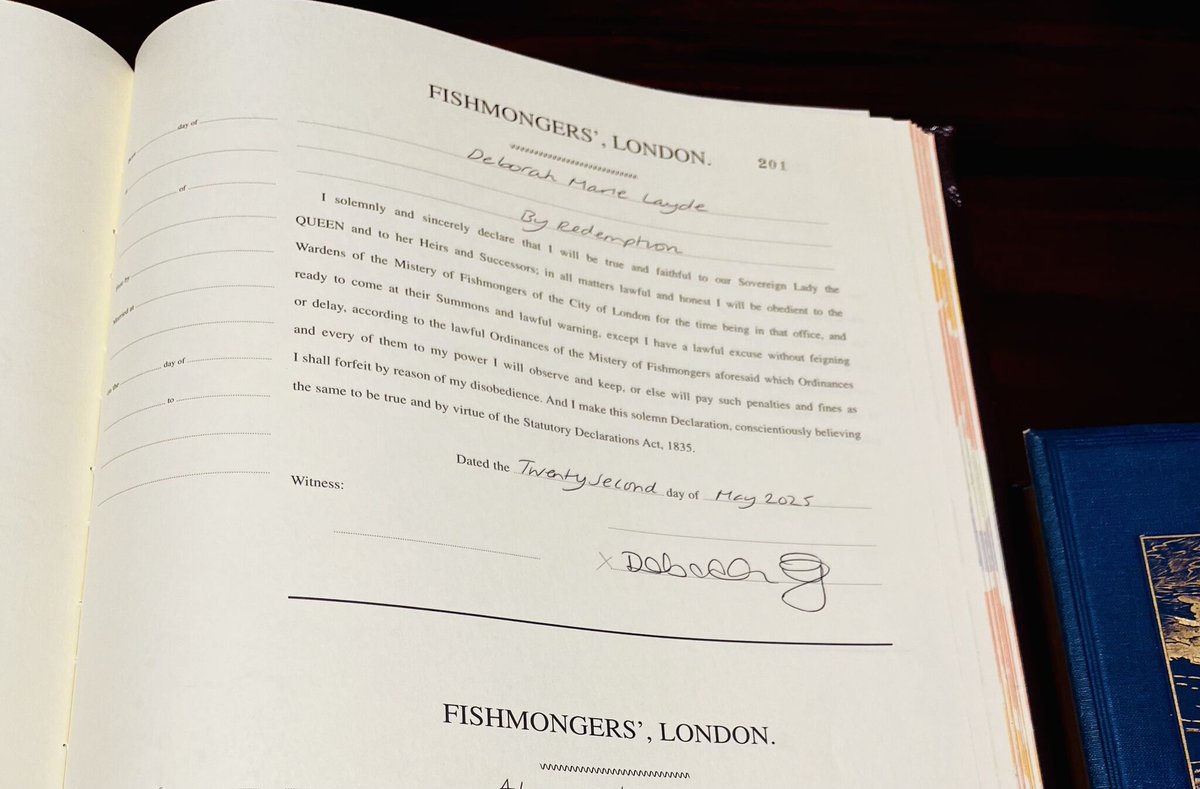 FISHMONGERS', LONDON.
201
Deborah Marie Layde
By Redemption
I solemnly and sincerely declare that I will be true and faithful to our Sovereign Lady the
QUEEN and to her Heirs and Successors; in all matters lawful and honest I will be obedient to the
Wardens of the Mistery of Fishmongers of the City of London for the time being in that office, and
ready to come at their Summons and lawful warning, except I have a lawful excuse without feigning
or delay, according to the lawful Ordinances of the Mistery of Fishmongers aforesaid which Ordinances
and every of them to my power I will observe and keep, or else will pay such penalties and fines as
I shall forfeit by reason of my disobedience. And I make this solemn Declaration, conscientiously believing
the same to be true and by virtue of the Statutory Declarations Act, 1835.
Dated the Twenty Second day of May 2025
Witness:
X Deborah
day of
of
day of
to
FISHMONGERS', LONDON.